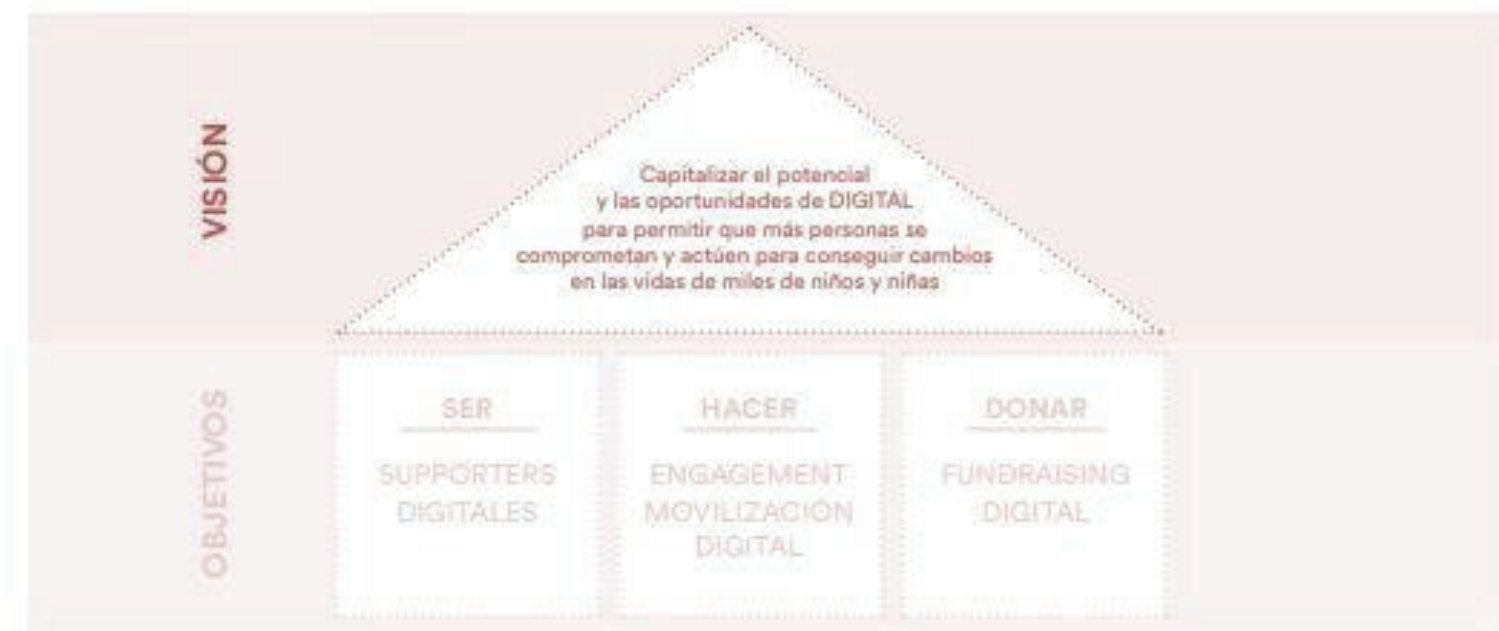 VISIÓN
Capitalizar el potencial
y las oportunidades de DIGITAL
para permitir que más personas se
comprometan y actúen para conseguir cambios
en las vidas de miles de niños y niñas
OBJETIVOS
SER
SUPPORTERS
DIGITALES
HACER
ENGAGEMENT
MOVILIZACIÓN
DIGITAL
DONAR
FUNDRAISING
DIGITAL